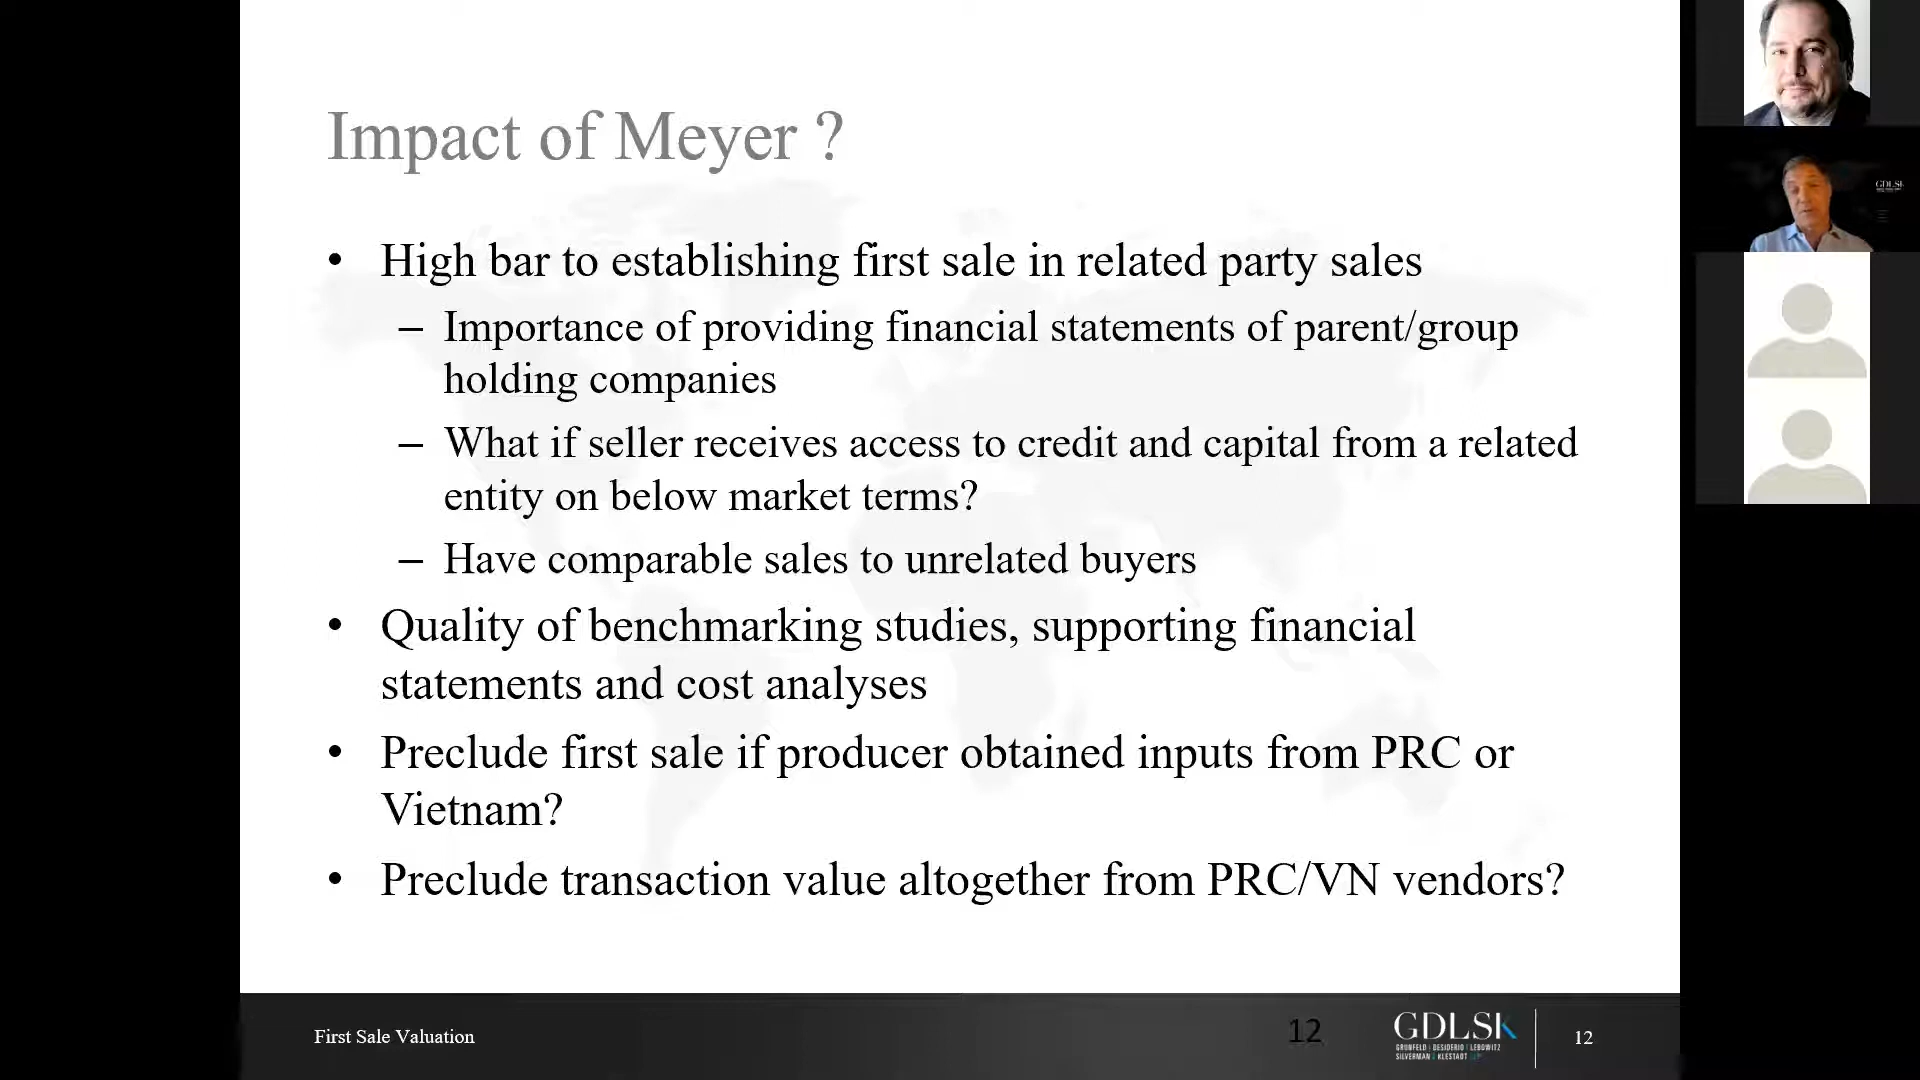 Impact of Meyer ?
• High bar to establishing first sale in related party sales
– Importance of providing financial statements of parent/group
holding companies
– What if seller receives access to credit and capital from a related
entity on below market terms?
– Have comparable sales to unrelated buyers
• Quality of benchmarking studies, supporting financial
statements and cost analyses
• Preclude first sale if producer obtained inputs from PRC or
Vietnam?
• Preclude transaction value altogether from PRC/VN vendors?
First Sale Valuation
12
GDLSK
GRUNFELD | DESIDERIO | LEBOWITZ
SILVERMAN | KLESTADT LLP
12
GDLSK